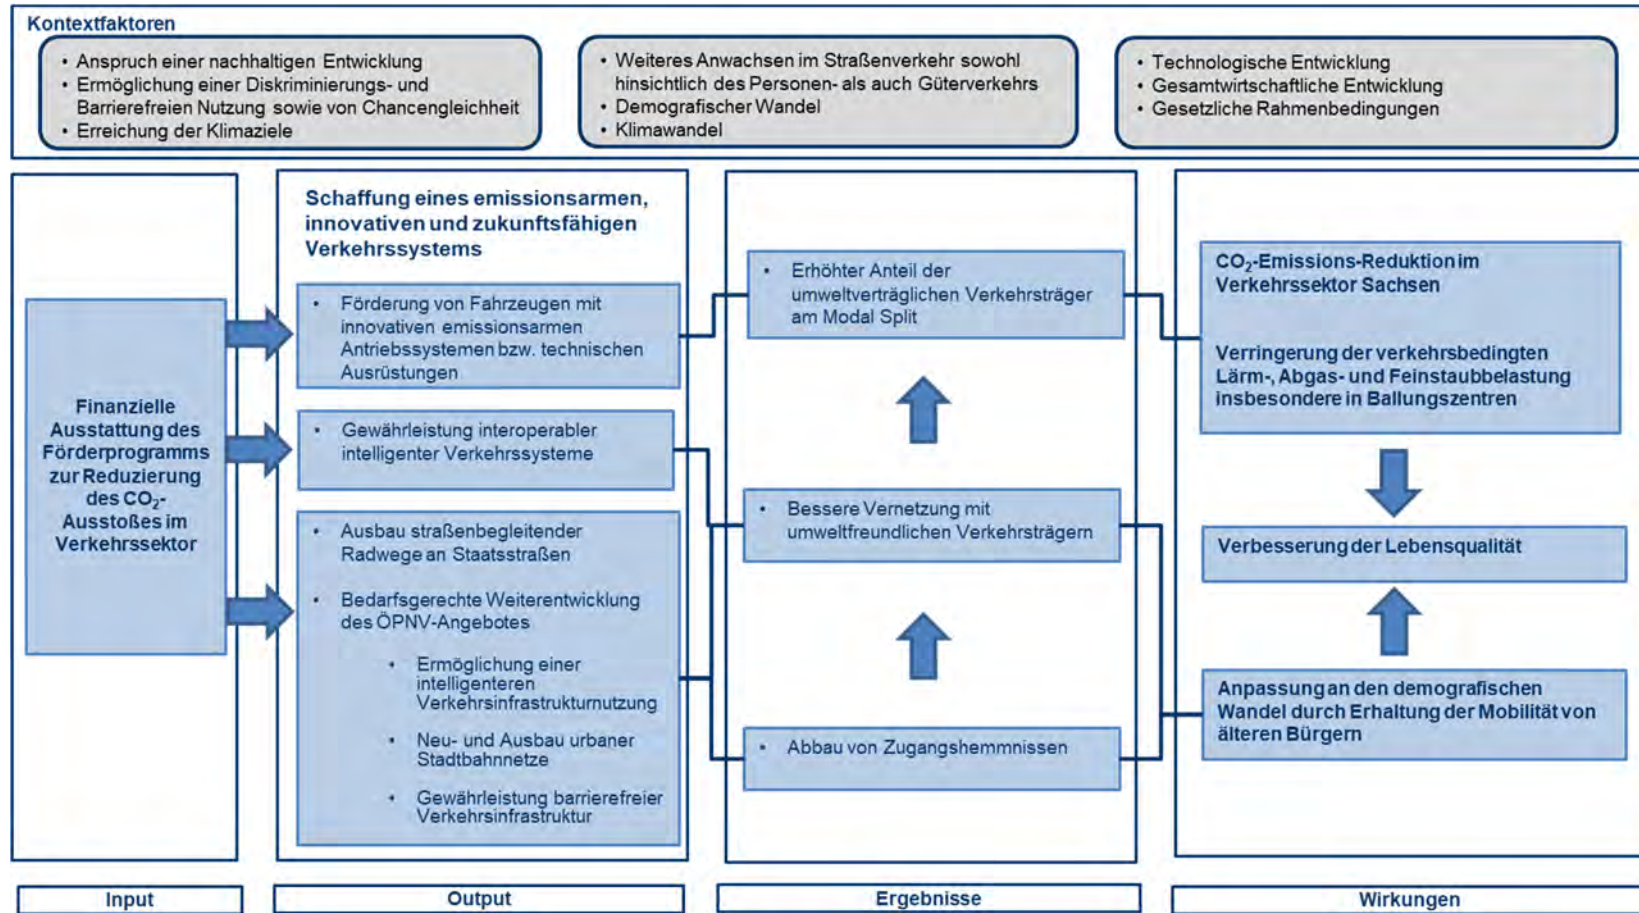 Kontextfaktoren
• Anspruch einer nachhaltigen Entwicklung
• Ermöglichung einer Diskriminierungs- und
Barrierefreien Nutzung sowie von Chancengleichheit
• Erreichung der Klimaziele
• Weiteres Anwachsen im Straßenverkehr sowohl
hinsichtlich des Personen- als auch Güterverkehrs
• Demografischer Wandel
• Klimawandel
• Technologische Entwicklung
• Gesamtwirtschaftliche Entwicklung
• Gesetzliche Rahmenbedingungen
Finanzielle
Ausstattung des
Förderprogramms
zur Reduzierung
des CO₂-
Ausstoßes im
Verkehrssektor
Schaffung eines emissionsarmen,
innovativen und zukunftsfähigen
Verkehrssystems
• Förderung von Fahrzeugen mit
innovativen emissionsarmen
Antriebssystemen bzw. technischen
Ausrüstungen
• Gewährleistung interoperabler
intelligenter Verkehrssysteme
• Ausbau straßenbegleitender
Radwege an Staatsstraßen
• Bedarfsgerechte Weiterentwicklung
des ÖPNV-Angebotes
• Ermöglichung einer
intelligenteren
Verkehrsinfrastrukturnutzung
• Neu- und Ausbau urbaner
Stadtbahnnetze
• Gewährleistung barrierefreier
Verkehrsinfrastruktur
• Erhöhter Anteil der
umweltverträglichen Verkehrsträger
am Modal Split
• Bessere Vernetzung mit
umweltfreundlichen Verkehrsträgern
• Abbau von Zugangshemmnissen
CO₂-Emissions-Reduktion im
Verkehrssektor Sachsen
Verringerung der verkehrsbedingten
Lärm-, Abgas- und Feinstaubbelastung
insbesondere in Ballungszentren
Verbesserung der Lebensqualität
Anpassung an den demografischen
Wandel durch Erhaltung der Mobilität von
älteren Bürgern
Input
Output
Ergebnisse
Wirkungen